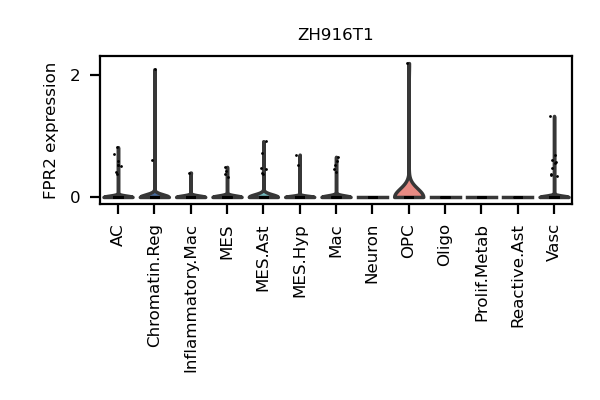 ZH916T1
FPR2 expression
2
0
AC
Chromatin.Reg
Inflammatory.Mac
MES
MES.Ast
MES.Hyp
Mac
Neuron
OPC
Oligo
Prolif.Metab
Reactive.Ast
Vasc